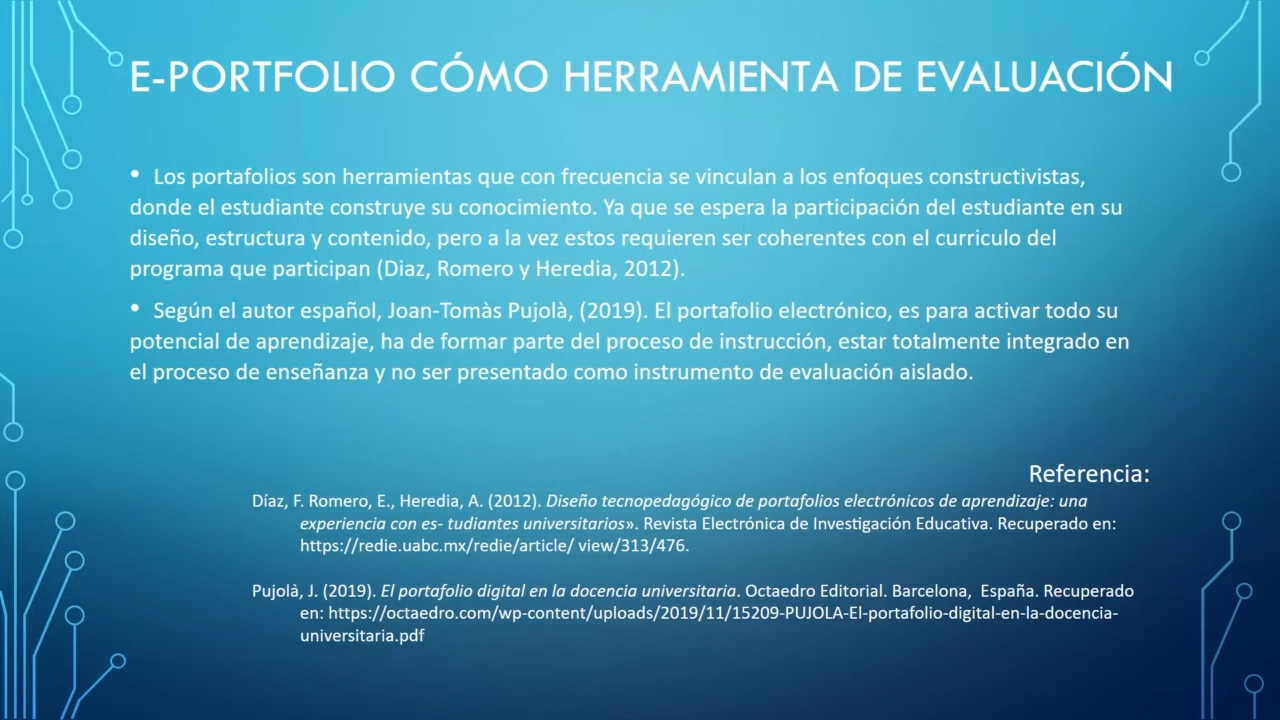 E-PORTFOLIO CÓMO HERRAMIENTA DE EVALUACIÓN
• Los portafolios son herramientas que con frecuencia se vinculan a los enfoques constructivistas,
donde el estudiante construye su conocimiento. Ya que se espera la participación del estudiante en su
diseño, estructura y contenido, pero a la vez estos requieren ser coherentes con el curriculo del
programa que participan (Diaz, Romero y Heredia, 2012).
• Según el autor español, Joan-Tomàs Pujolà, (2019). El portafolio electrónico, es para activar todo su
potencial de aprendizaje, ha de formar parte del proceso de instrucción, estar totalmente integrado en
el proceso de enseñanza y no ser presentado como instrumento de evaluación aislado.
Referencia:
Díaz, F. Romero, E., Heredia, A. (2012). Diseño tecnopedagógico de portafolios electrónicos de aprendizaje: una
experiencia con es- tudiantes universitarios». Revista Electrónica de Investigación Educativa. Recuperado en:
https://redie.uabc.mx/redie/article/ view/313/476.
Pujolà, J. (2019). El portafolio digital en la docencia universitaria. Octaedro Editorial. Barcelona, España. Recuperado
en: https://octaedro.com/wp-content/uploads/2019/11/15209-PUJOLA-El-portafolio-digital-en-la-docencia-
universitaria.pdf